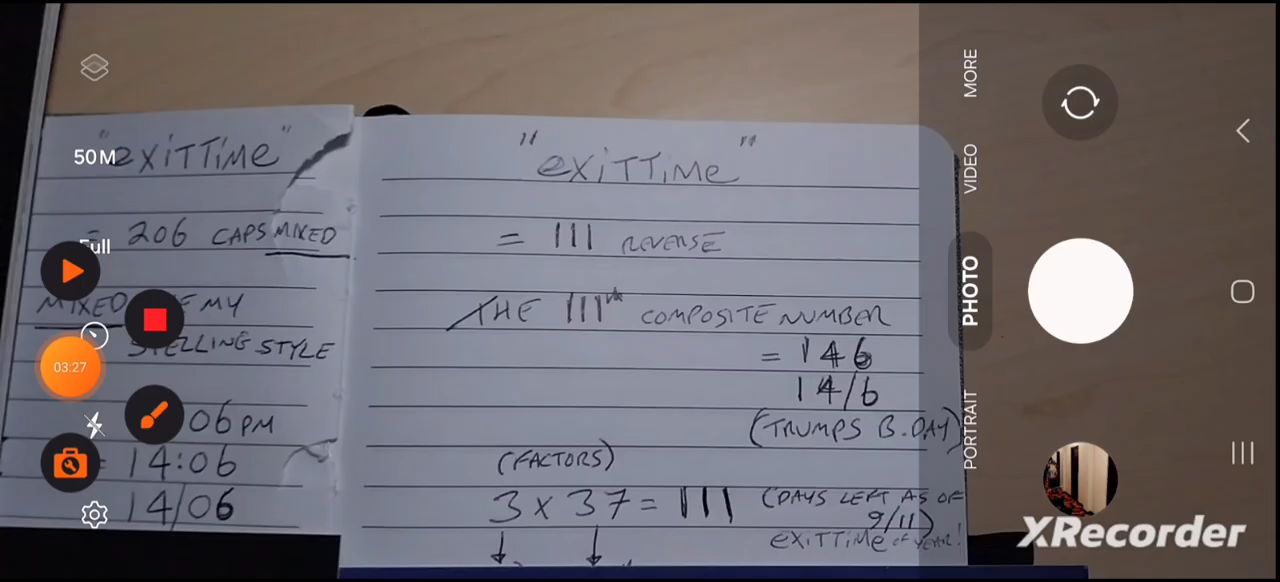 "exiTTiMe"
= 206 CAPS MIXED
MIXED MY
STELLING STYLE
06 PM
= 14:06
14/06
"exiTTiMe"
= 111 REVERSE
THE 111th COMPOSITE NUMBER
= 146
14/6
(TRUMPS B.DAY)
(FACTORS)
3 x 37 = 111 (DAYS LEFT AS OF
9/11)
exiTTiMe OF YEAR!
50M
Full
03:27
MORE
VIDEO
PHOTO
PORTRAIT
XRecorder